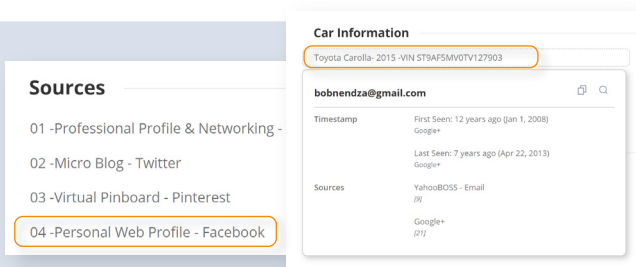 Sources
01 -Professional Profile & Networking -
02 -Micro Blog - Twitter
03 -Virtual Pinboard - Pinterest
04 -Personal Web Profile - Facebook
Car Information
Toyota Carolla- 2015 -VIN ST9AF5MV0TV127903
bobnendza@gmail.com
Timestamp
First Seen: 12 years ago (Jan 1, 2008)
Google+
Last Seen: 7 years ago (Apr 22, 2013)
Google+
Sources
YahooBOSS - Email
[9]
Google+
[21]